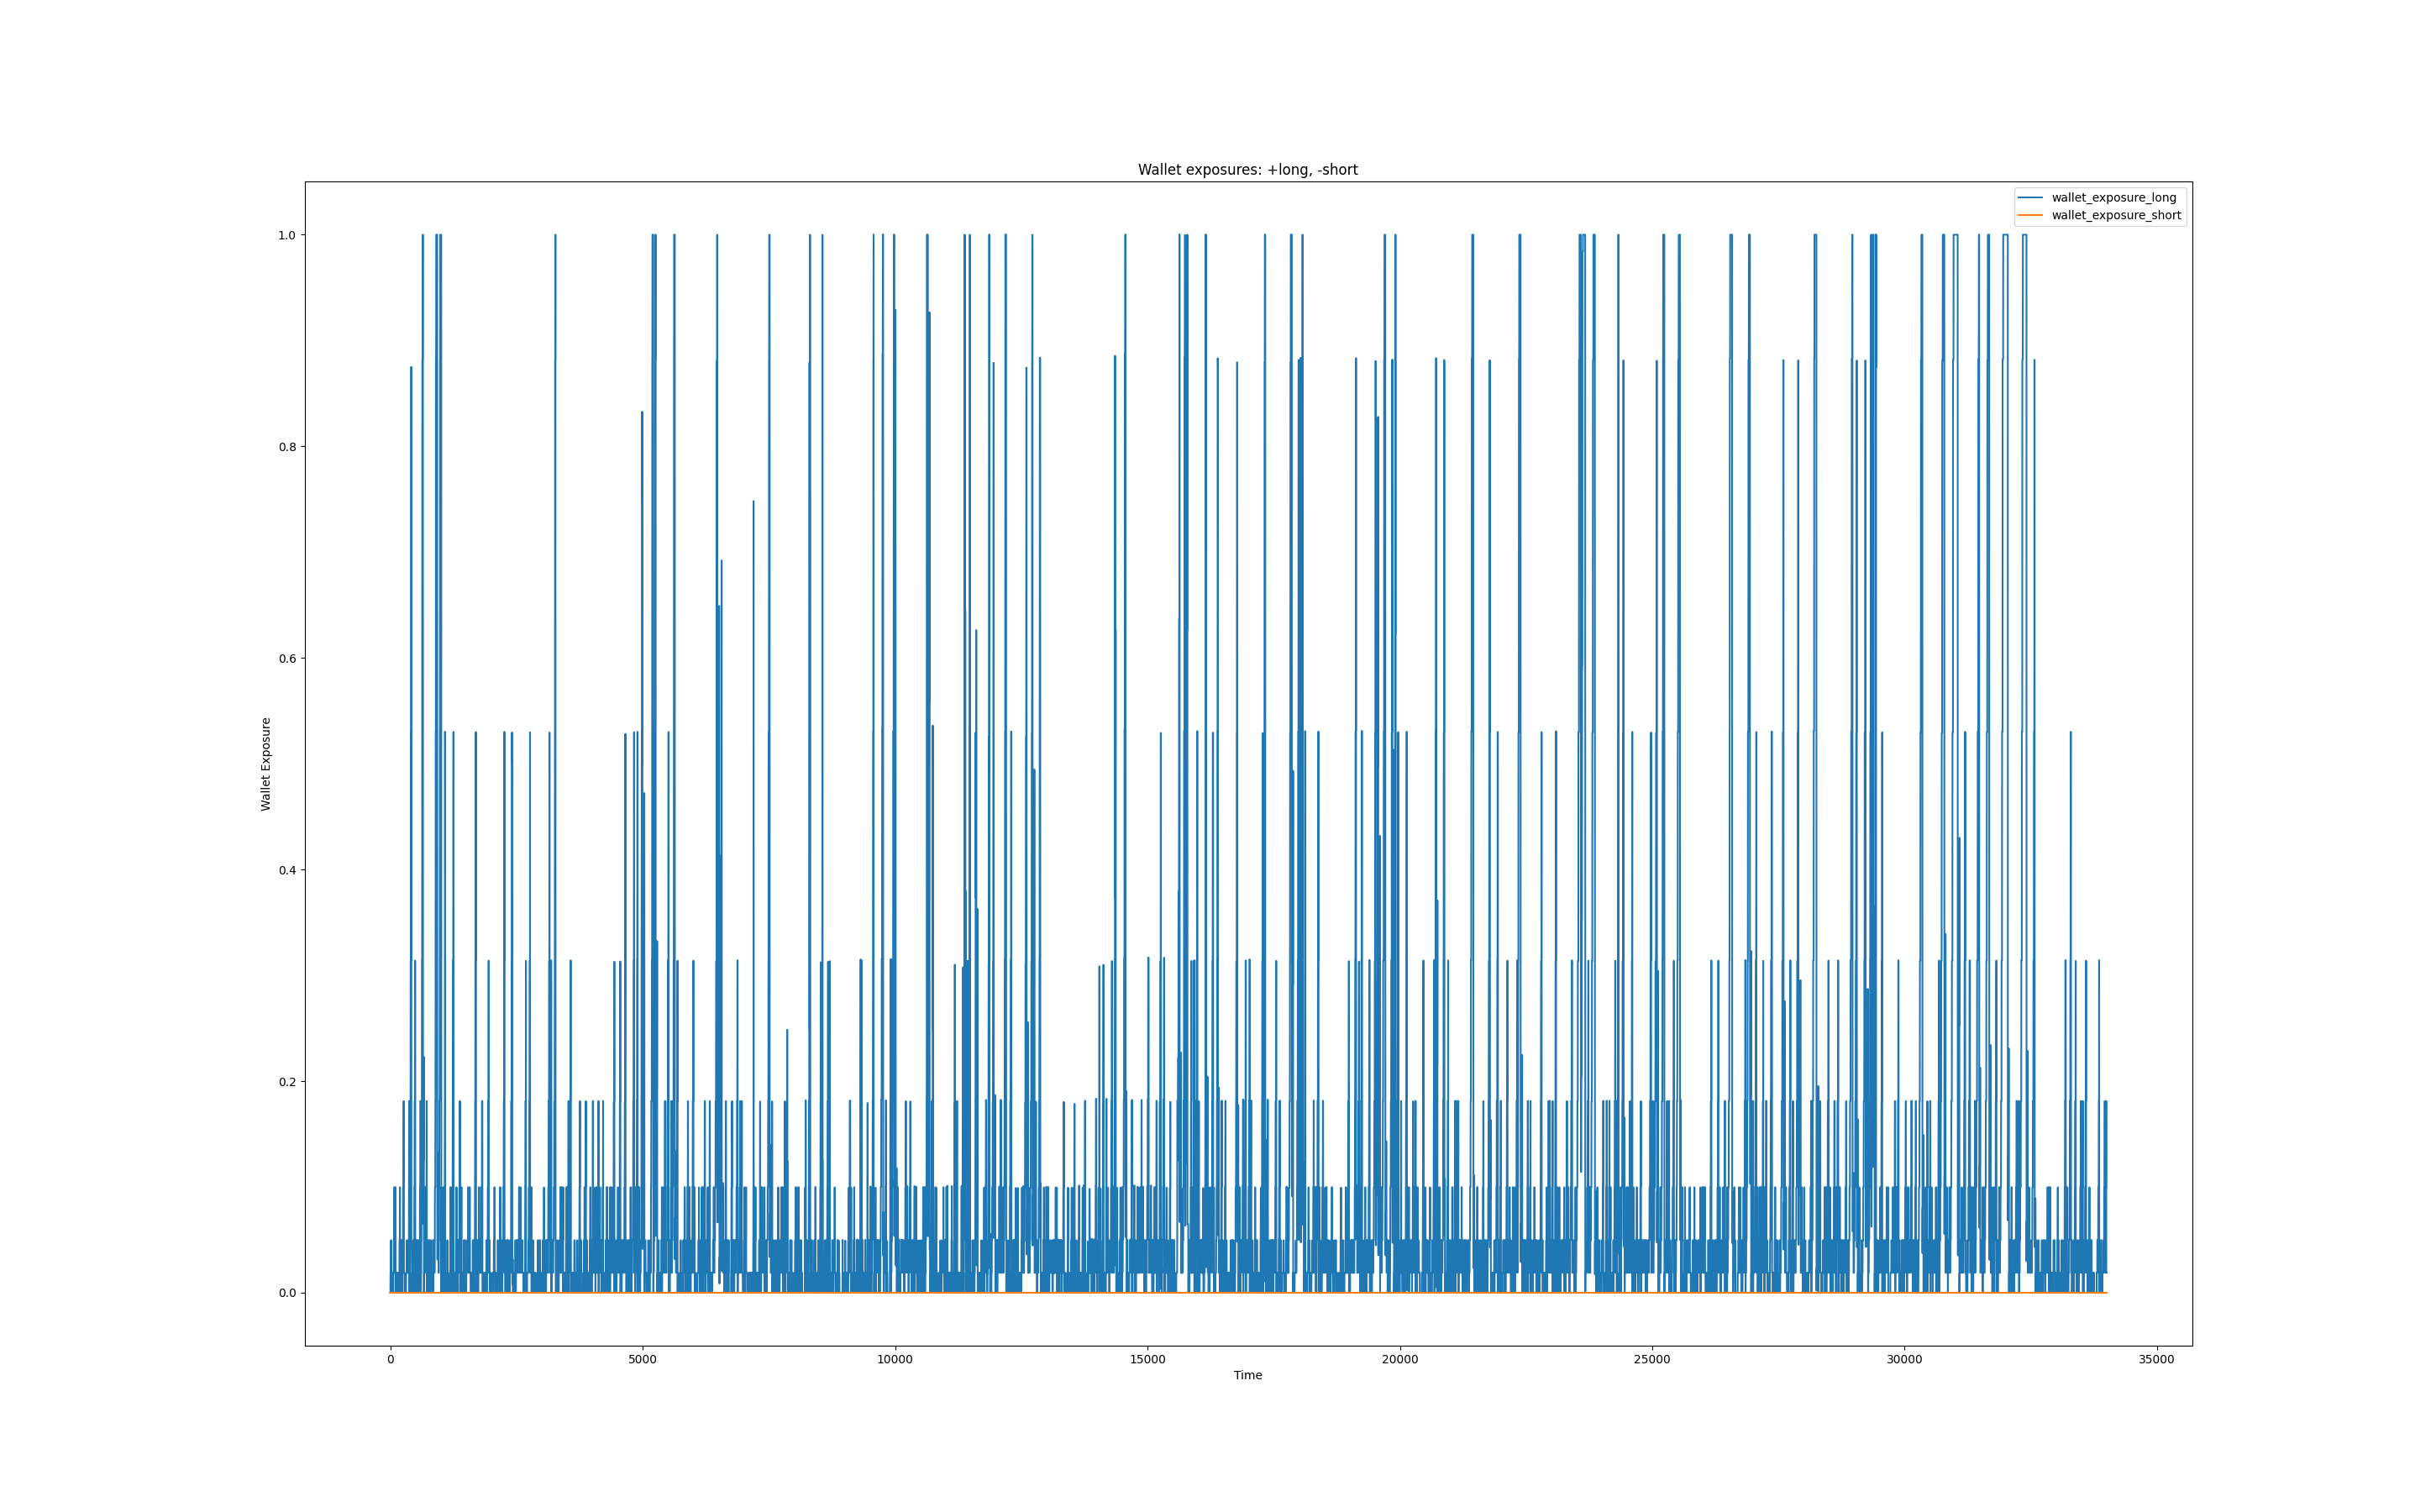 Wallet exposures: +long, -short
wallet_exposure_long
wallet_exposure_short
1.0
0.8
0.6
0.4
0.2
0.0
Wallet Exposure
0
5000
10000
15000
20000
25000
30000
35000
Time